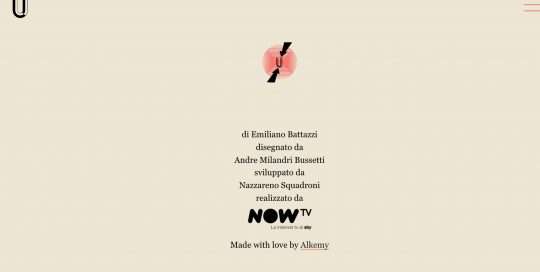 U
U
di Emiliano Battazzi
disegnato da
Andre Milandri Bussetti
sviluppato da
Nazzareno Squadroni
realizzato da
NOW TV
La internet tv di sky
Made with love by Alkemy